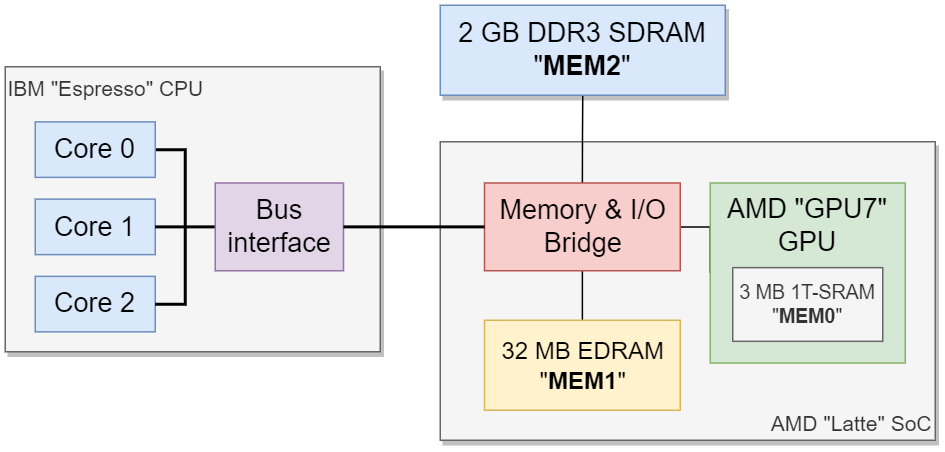 2 GB DDR3 SDRAM
"MEM2"
IBM "Espresso" CPU
Core 0
Core 1
Core 2
Bus
interface
Memory & I/O
Bridge
AMD "GPU7"
GPU
3 MB 1T-SRAM
"MEM0"
32 MB EDRAM
"MEM1"
AMD "Latte" SoC